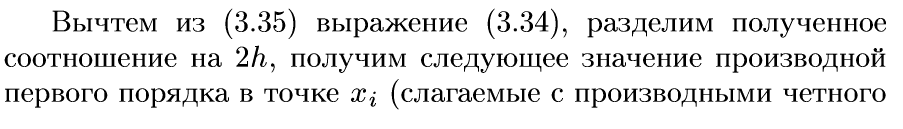 Вычтем из (3.35) выражение (3.34), разделим полученное
соотношение на 2h, получим следующее значение производной
первого порядка в точке xᵢ (слагаемые с производными четного